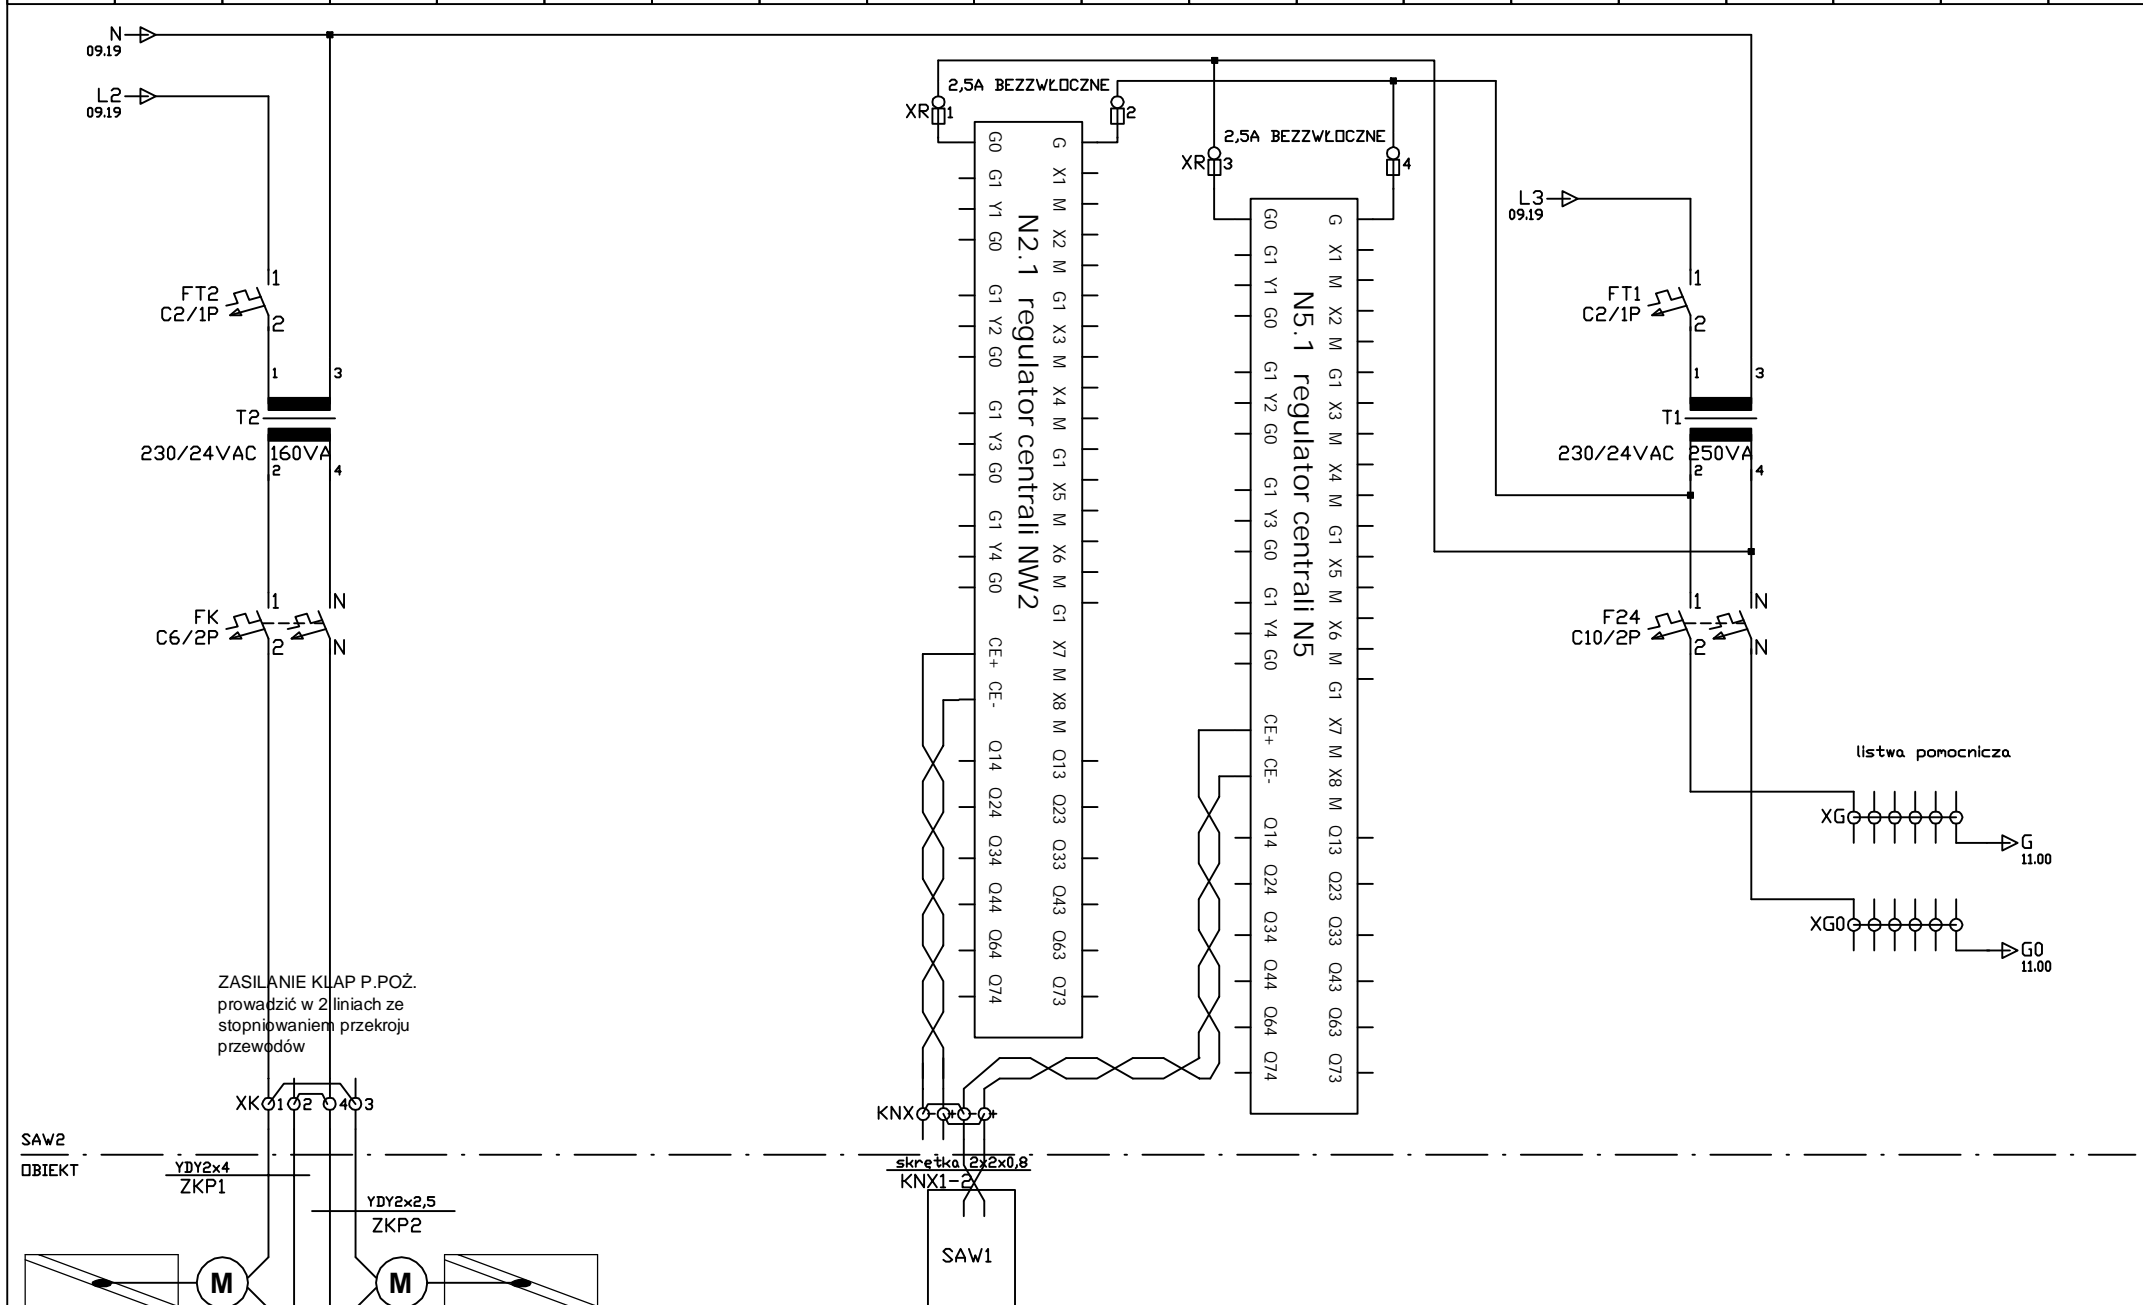 N
09.19
L2
09.19
2,5A BEZZWŁOCZNE
XR 1
2
2,5A BEZZWŁOCZNE
XR 3
4
L3
09.19
FT2
C2/1P
1
2
1
3
T2
230/24VAC 160VA
2
4
FK
C6/2P
1
2
N
N
G0
G1
Y1
G0
G1
Y2
G0
G1
Y3
G0
G1
Y4
G0
CE+
CE-
Q14
Q24
Q34
Q44
Q64
Q74
N2.1 regulator centrali NW2
G
X1
M
X2
M
G1
X3
M
X4
M
G1
X5
M
X6
M
G1
X7
M
X8
M
Q13
Q23
Q33
Q43
Q63
Q73
G0
G1
Y1
G0
G1
Y2
G0
G1
Y3
G0
G1
Y4
G0
CE+
CE-
Q14
Q24
Q34
Q44
Q64
Q74
N5.1 regulator centrali N5
G
X1
M
X2
M
G1
X3
M
X4
M
G1
X5
M
X6
M
G1
X7
M
X8
M
Q13
Q23
Q33
Q43
Q63
Q73
FT1
C2/1P
1
2
1
3
T1
230/24VAC 250VA
2
4
F24
C10/2P
1
2
N
N
listwa pomocnicza
XG
G
11.00
XG0
G0
11.00
ZASILANIE KLAP P.POŻ.
prowadzić w 2 liniach ze
stopniowaniem przekroju
przewodów
XK 1 2 4 3
KNX - + - +
SAW2
OBIEKT
YDY2x4
ZKP1
YDY2x2,5
ZKP2
skrętka 2x2x0,8
KNX1-2
SAW1
M
M